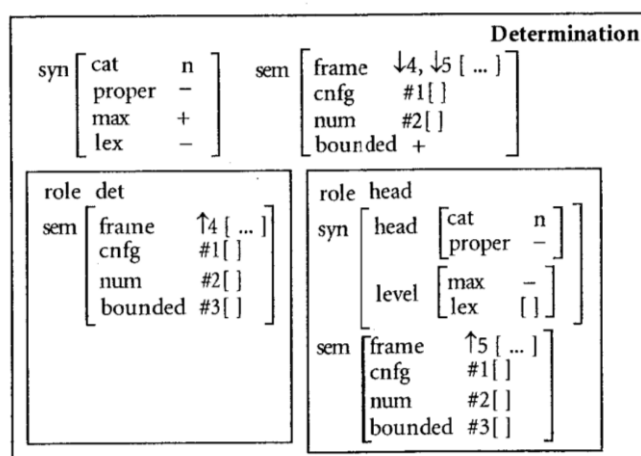 Determination
syn [ cat n
proper −
max +
lex − ]
sem [ frame ↓4, ↓5 [ ... ]
cnfg #1[ ]
num #2[ ]
bounded + ]
role det
sem [ frame ↑4 [ ... ]
cnfg #1[ ]
num #2[ ]
bounded #3[ ] ]
role head
syn [ head [ cat n
proper − ]
level [ max −
lex [ ] ] ]
sem [ frame ↑5 [ ... ]
cnfg #1[ ]
num #2[ ]
bounded #3[ ] ]